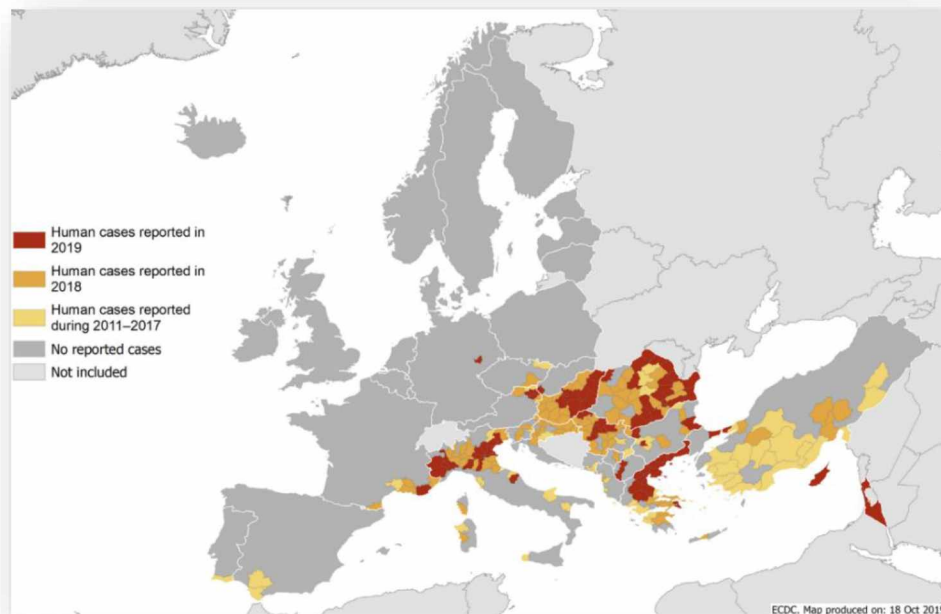 Human cases reported in
2019
Human cases reported in
2018
Human cases reported
during 2011–2017
No reported cases
Not included
ECDC. Map produced on: 18 Oct 2019